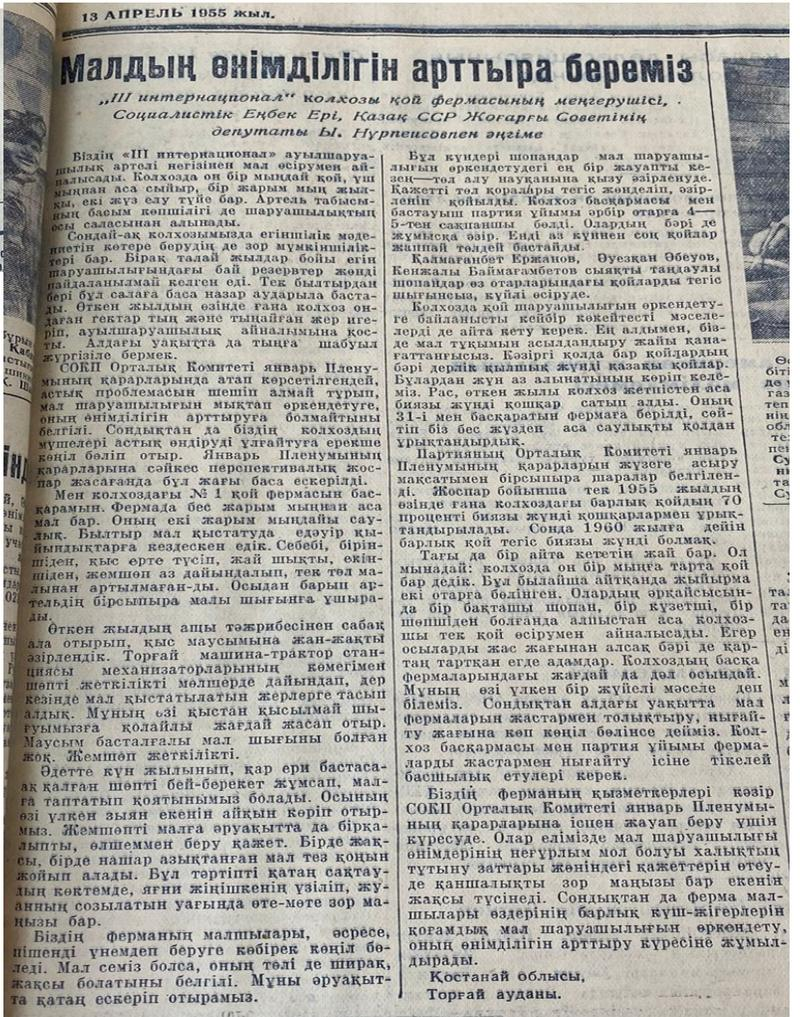 13 АПРЕЛЬ 1955 жыл.
Малдың өнімділігін арттыра береміз
„III интернационал“ колхозы қой фермасының меңгерушісі,
Социалистік Еңбек Ері, Қазақ ССР Жоғарғы Советінің
депутаты Ы. Нұрпеисовпен әңгіме
Біздің «III интернационал» ауылшаруа-
шылық артелі негізінен мал өсірумен ай-
налысады. Колхозда он бір мыңдай қой, үш
мыңнан аса сыйыр, бір жарым мың жыл-
қы, екі жүз елу түйе бар. Артель табысы-
ның басым көпшілігі де шаруашылықтың
осы саласынан алынады.
Сондай-ақ колхозымызда егіншілік мәде-
ниетін көтере берудің де зор мүмкіншілік-
тері бар. Бірақ талай жылдар бойы егін
шаруашылығындағы бай резервтер жөнді
пайдаланылмай келген еді. Тек былтырдан
бері бұл салаға баса назар аударыла баста-
ды. Өткен жылдың өзінде ғана колхоз он-
даған гектар тың және тыңайған жер иге-
ріп, ауылшаруашылық айналымына қос-
ты. Алдағы уақытта да тыңға шабуыл
жүргізіле бермек.
СОКП Орталық Комитеті январь Плену-
мының қарарларында атап көрсетілгендей,
астық проблемасын шешіп алмай тұрып,
мал шаруашылығын мықтап өркендетуге,
оның өнімділігін арттыруға болмайтыны
белгілі. Сондықтан да біздің колхоздың
мүшелері астық өндіруді ұлғайтуға ерекше
көңіл бөліп отыр. Январь Пленумының
қарарларына сәйкес перспективалық жос-
пар жасағанда бұл жағы баса ескерілді.
Мен колхоздағы № 1 қой фермасын бас-
қарамын. Фермада бес жарым мыңнан аса
мал бар. Оның екі жарым мыңдайы сау-
лық. Былтыр мал қыстатуда едәуір қи-
ыındықтарға кездескен едік. Себебі, бірін-
шіден, қыс ерте түсіп, жай шықты, екін-
шіден, жемшөп аз дайындалып, тек төл ма-
лынан артылмаған-ды. Осыдан барып ар-
тельдің бірсыпыра малы шығынға ұшыра-
ды.
Өткен жылдың ащы тәжрибесінен сабақ
ала отырып, қыс маусымына жан-жақты
әзірлендік. Торғай машина-трактор стан-
циясы механизаторларының көмегімен
шөпті жеткілікті мөлшерде дайындап, дер
кезінде мал қыстатылатын жерлерге тасып
алдық. Мұның өзі қыстан қысылмай шы-
ғуымызға қолайлы жағдай жасап отыр.
Маусым басталғалы мал шығыны болған
жоқ. Жемшөп жеткілікті.
Әдетте күн жылынып, қар ери бастаса-
ақ қалған шөпті бей-берекет жұмсап, мал-
ға таптатып қоятынымыз болады. Осының
өзі үлкен зиян екенін айқын көріп отыр-
мыз. Жемшөпті малға әруақытта да бірқа-
лыпты, өлшеммен беру қажет. Бірде жақ-
сы, бірде нашар азықтанған мал тез қоңын
жойып алады. Бұл тәртіпті қатаң сақтау-
дың көктемде, яғни жіңішкенің үзіліп, жу-
анның созылатын уағында өте-мөте зор ма-
ңызы бар.
Біздің ферманың малшылары, әсресе,
пішенді үнемдеп беруге көбірек көңіл бө-
леді. Мал семіз болса, оның төлі де ширақ,
жақсы болатыны белгілі. Мұны әруақыт-
та қатаң ескеріп отырамыз.
Бұл күндері шопандар мал шаруашы-
лығын өркендетудегі ең бір жауапты ке-
зең—төл алу науқанына қызу әзірленуде.
Қажетті төл қоралары тегіс жөнделіп, әзір-
леніп қойылды. Колхоз басқармасы мен
бастауыш партия ұйымы әрбір отарға 4—
5-тен сақпаншы бөлді. Олардың бәрі де
жұмысқа әзір. Енді аз күннен соң қойлар
жаппай төлдей бастайды.
Қалмағанбет Ержанов, Әуезқан Әбеуов,
Кенжалы Баймағамбетов сыяқты таңдаулы
шопандар өз отарларындағы қойларды тегіс
шығынсыз, күйлі өсіруде.
Колхозда қой шаруашылығын өркендету-
ге байланысты кейбір көкейтесті мәсе-
лелерді де айта кету керек. Ең алдымен, біз-
де мал тұқымын асылдандыру жайы қана-
ғаттанғысыз. Кәзіргі қолда бар қойлардың
бәрі дерлік қылшық жүнді қазақы қойлар.
Бұлардан жүн аз алынатынын көріп келе-
міз. Рас, өткен жылы колхоз жетпістен аса
биязы жүнді қошқар сатып алды. Оның
31-і мен басқаратын фермаға берілді, сөй-
тіп біз бес жүзден аса саулықты қолдан
ұрықтандырдық.
Партияның Орталық Комитеті январь
Пленумының қарарларын жүзеге асыру
мақсатымен бірсыпыра шаралар белгілен-
ді. Жоспар бойынша тек 1955 жылдың
өзінде ғана колхоздағы барлық қойдың 70
проценті биязы жүнді қошқарлармен ұрық-
тандырылады. Сонда 1960 жылға дейін
барлық қой тегіс биязы жүнді болмақ.
Тағы да бір айта кететін жай бар. Ол
мынадай: колхозда он бір мыңға тарта қой
бар дедік. Бұл былайша айтқанда жыйырма
екі отарға бөлінген. Олардың әрқайсысын-
да бір бақташы шопан, бір күзетші, бір
шөпшіден болғанда алпыстан аса колхоз-
шы тек қой өсірумен айналысады. Егер
осыларды жас жағынан алсақ бәрі де қар-
таң тартқан егде адамдар. Колхоздың басқа
фермаларындағы жағдай да дәл осындай.
Мұның өзі үлкен бір жүйелі мәселе деп
білеміз. Сондықтан алдағы уақытта мал
фермаларын жастармен толықтыру, нығай-
ту жағына көп көңіл бөлінсе дейміз. Кол-
хоз басқармасы мен партия ұйымы ферма-
ларды жастармен нығайту ісіне тікелей
басшылық етулері керек.
Біздің ферманың қызметкерлері кәзір
СОКП Орталық Комитеті январь Пленумы-
ның қарарларына іспен жауап беру үшін
күресуде. Олар елімізде мал шаруашылығы
өнімдерінің неғұрлым мол болуы халықтың
тұтыну заттары жөніндегі қажеттерін өтеу-
де қаншалықты зор маңызы бар екенін
жақсы түсінеді. Сондықтан да ферма мал-
шылары өздерінің барлық күш-жігерлерін
қоғамдық мал шаруашылығын өркендету,
оның өнімділігін арттыру күресіне жұмыл-
дырады.
Қостанай облысы,
Торғай ауданы.